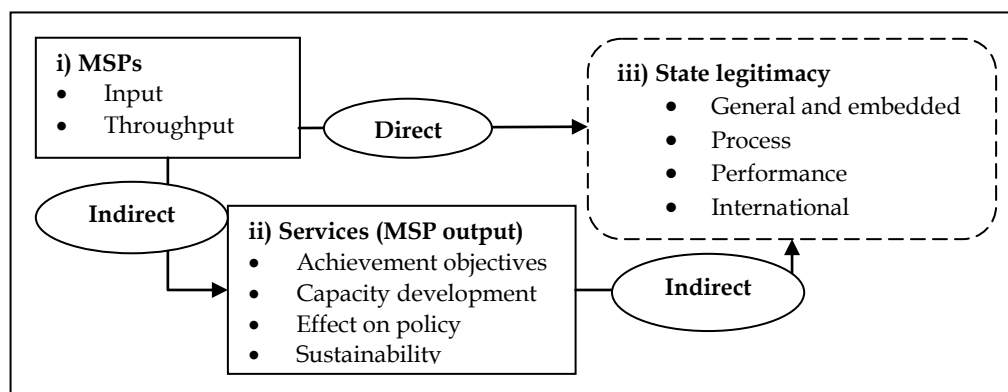 i) MSPs
• Input
• Throughput
Direct
iii) State legitimacy
• General and embedded
• Process
• Performance
• International
Indirect
ii) Services (MSP output)
• Achievement objectives
• Capacity development
• Effect on policy
• Sustainability
Indirect